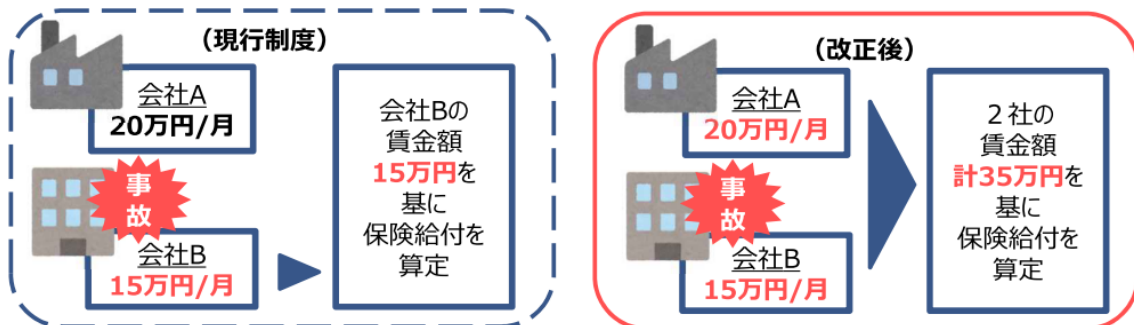 (現行制度)
会社A
20万円/月
事
故
会社B
15万円/月
会社Bの
賃金額
15万円を
基に
保険給付を
算定
(改正後)
会社A
20万円/月
事
故
会社B
15万円/月
2社の
賃金額
計35万円を
基に
保険給付を
算定